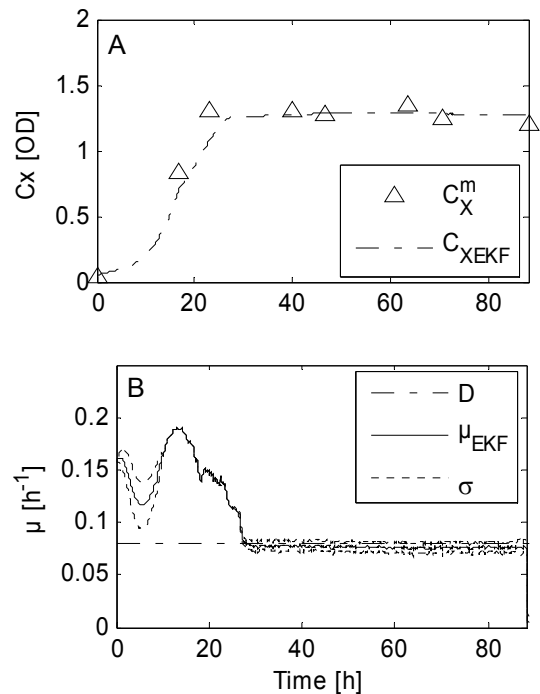 A
2
1.5
1
0.5
0
Cx [OD]
C_X^m
C_XEKF
0 20 40 60 80
B
0.2
0.15
0.1
0.05
0
µ [h⁻¹]
D
µ_EKF
σ
0 20 40 60 80
Time [h]